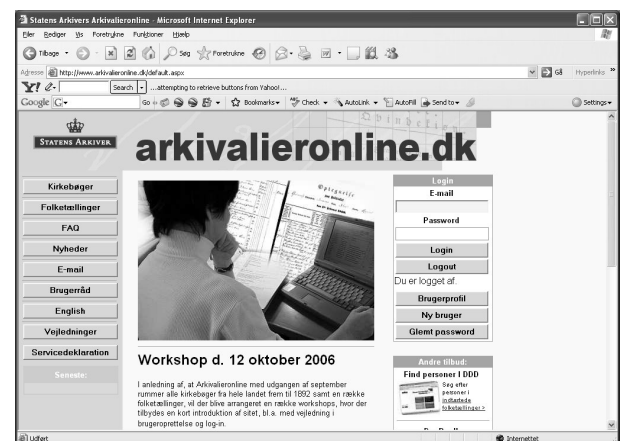 Statens Arkivers Arkivalieronline - Microsoft Internet Explorer
Filer Rediger Vis Foretrukne Funktioner Hjælp
Tilbage Søg Foretrukne
Adresse http://www.arkivalieronline.dk/default.aspx Gå Hyperlinks »
Y! Search ...attempting to retrieve buttons from Yahoo!...
Google G Go Bookmarks Check AutoLink AutoFill Send to Settings
STATENS ARKIVER
arkivalieronline.dk
Kirkebøger
Folketællinger
FAQ
Nyheder
E-mail
Brugerråd
English
Vejledninger
Servicedeklaration
Seneste:
Workshop d. 12 oktober 2006
I anledning af, at Arkivalieronline med udgangen af september
rummer alle kirkebøger fra hele landet frem til 1892 samt en række
folketællinger, vil der blive arrangeret en række workshops, hvor der
tilbydes en kort introduktion af sitet, bl.a. med vejledning i
brugeroprettelse og log-in.
Login
E-mail
Password
Login
Logout
Du er logget af.
Brugerprofil
Ny bruger
Glemt password
Andre tilbud:
Find personer I DDD
Søg efter
personer i
indtastede
folketællinger >
Udført
Internettet